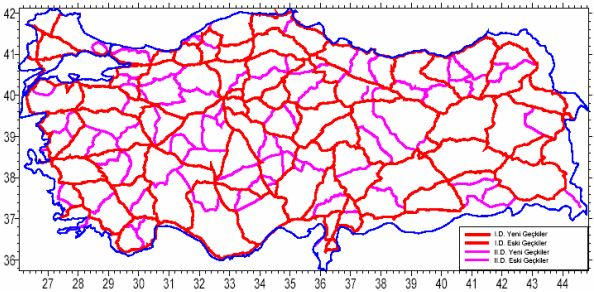 42
41
40
39
38
37
36
I.D. Yeni Geçkiler
I.D. Eski Geçkiler
II.D. Yeni Geçkiler
II.D. Eski Geçkiler
27 28 29 30 31 32 33 34 35 36 37 38 39 40 41 42 43 44